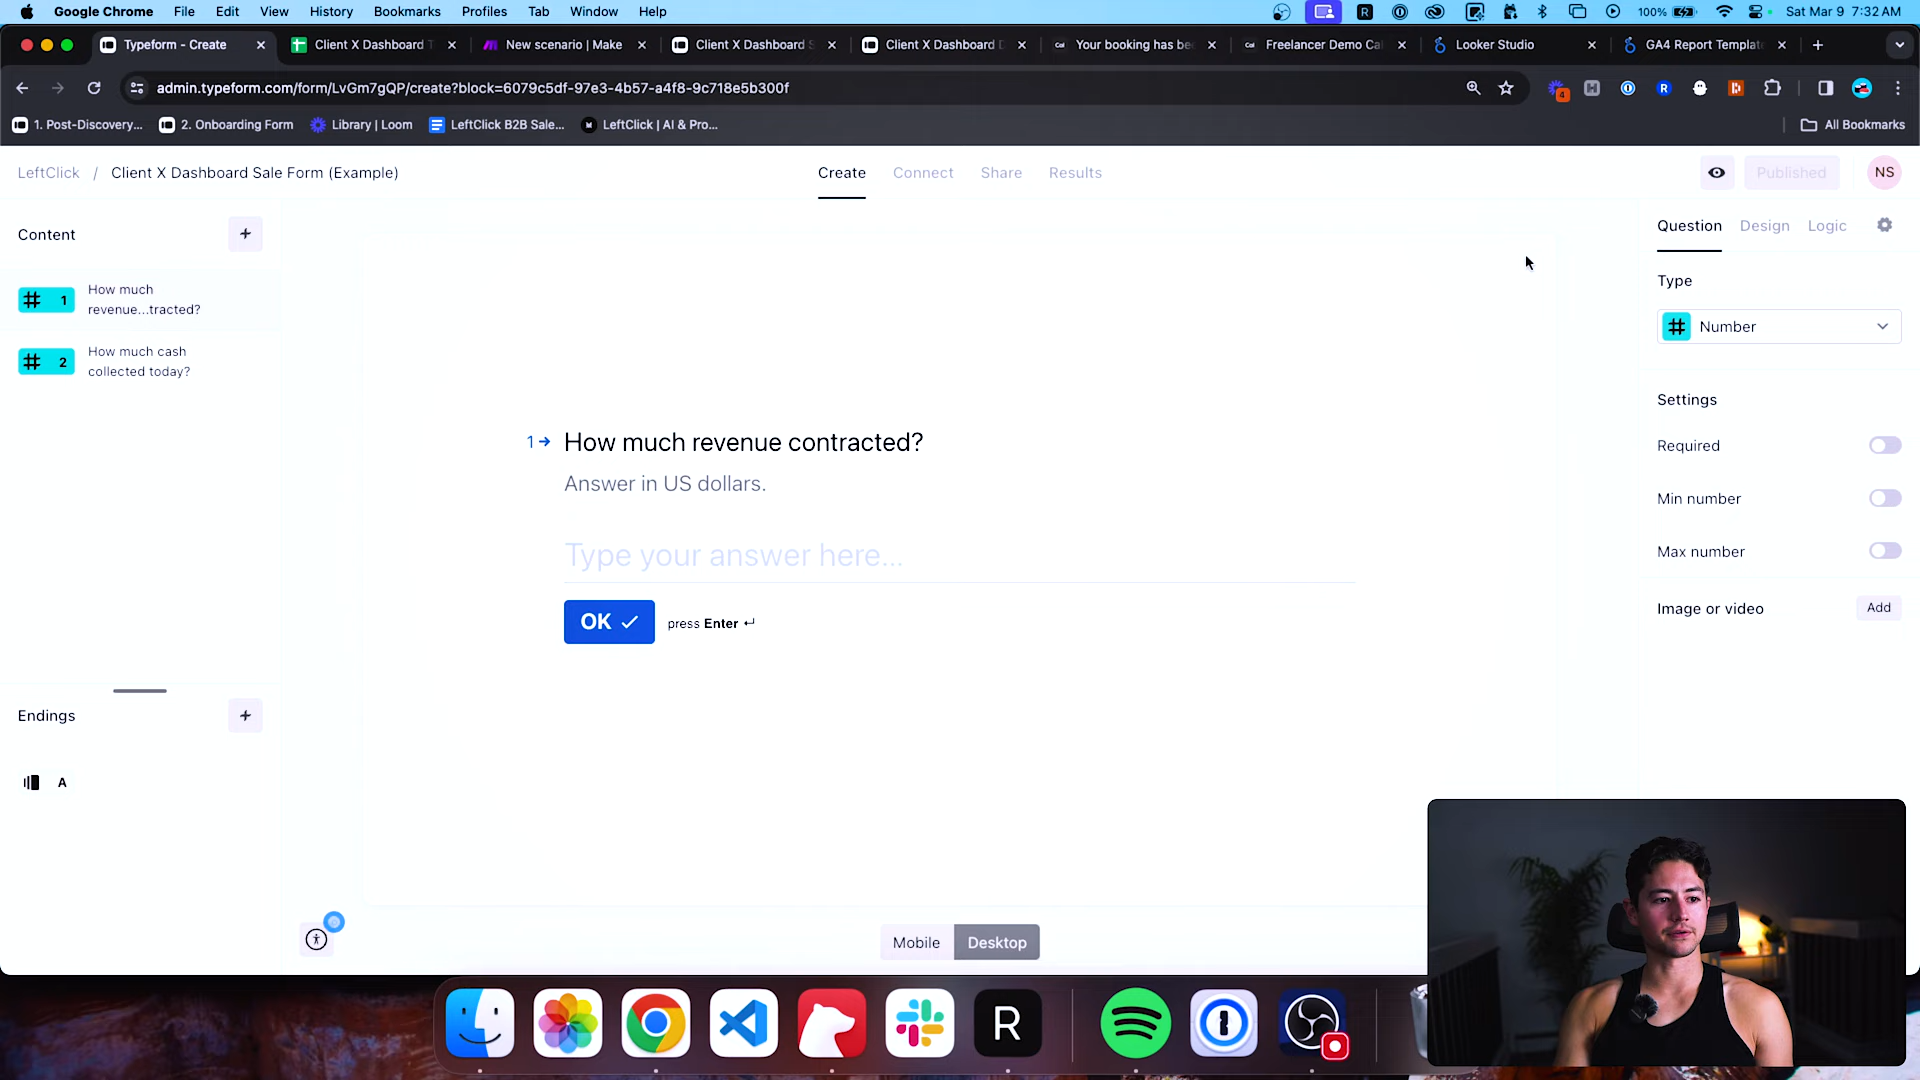 Google Chrome File Edit View History Bookmarks Profiles Tab Window Help
R
100%
Sat Mar 9 7:32 AM
Typeform - Create
Client X Dashboard T
New scenario | Make
Client X Dashboard S
Client X Dashboard D
Cal Your booking has bee
Cal Freelancer Demo Cal
Looker Studio
GA4 Report Template
admin.typeform.com/form/LvGm7gQP/create?block=6079c5df-97e3-4b57-a4f8-9c718e5b300f
4
R
1. Post-Discovery...
2. Onboarding Form
Library | Loom
LeftClick B2B Sale...
LeftClick | AI & Pro...
All Bookmarks
LeftClick / Client X Dashboard Sale Form (Example)
Create
Connect
Share
Results
Published
NS
Content
+
# 1
How much
revenue...tracted?
# 2
How much cash
collected today?
Endings
+
A
1
How much revenue contracted?
Answer in US dollars.
Type your answer here...
OK
press Enter ↵
Mobile
Desktop
Question
Design
Logic
Type
# Number
Settings
Required
Min number
Max number
Image or video
Add
R